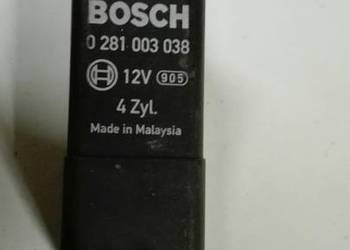 BOSCH
0 281 003 038
12V 905
4 Zyl.
Made in Malaysia